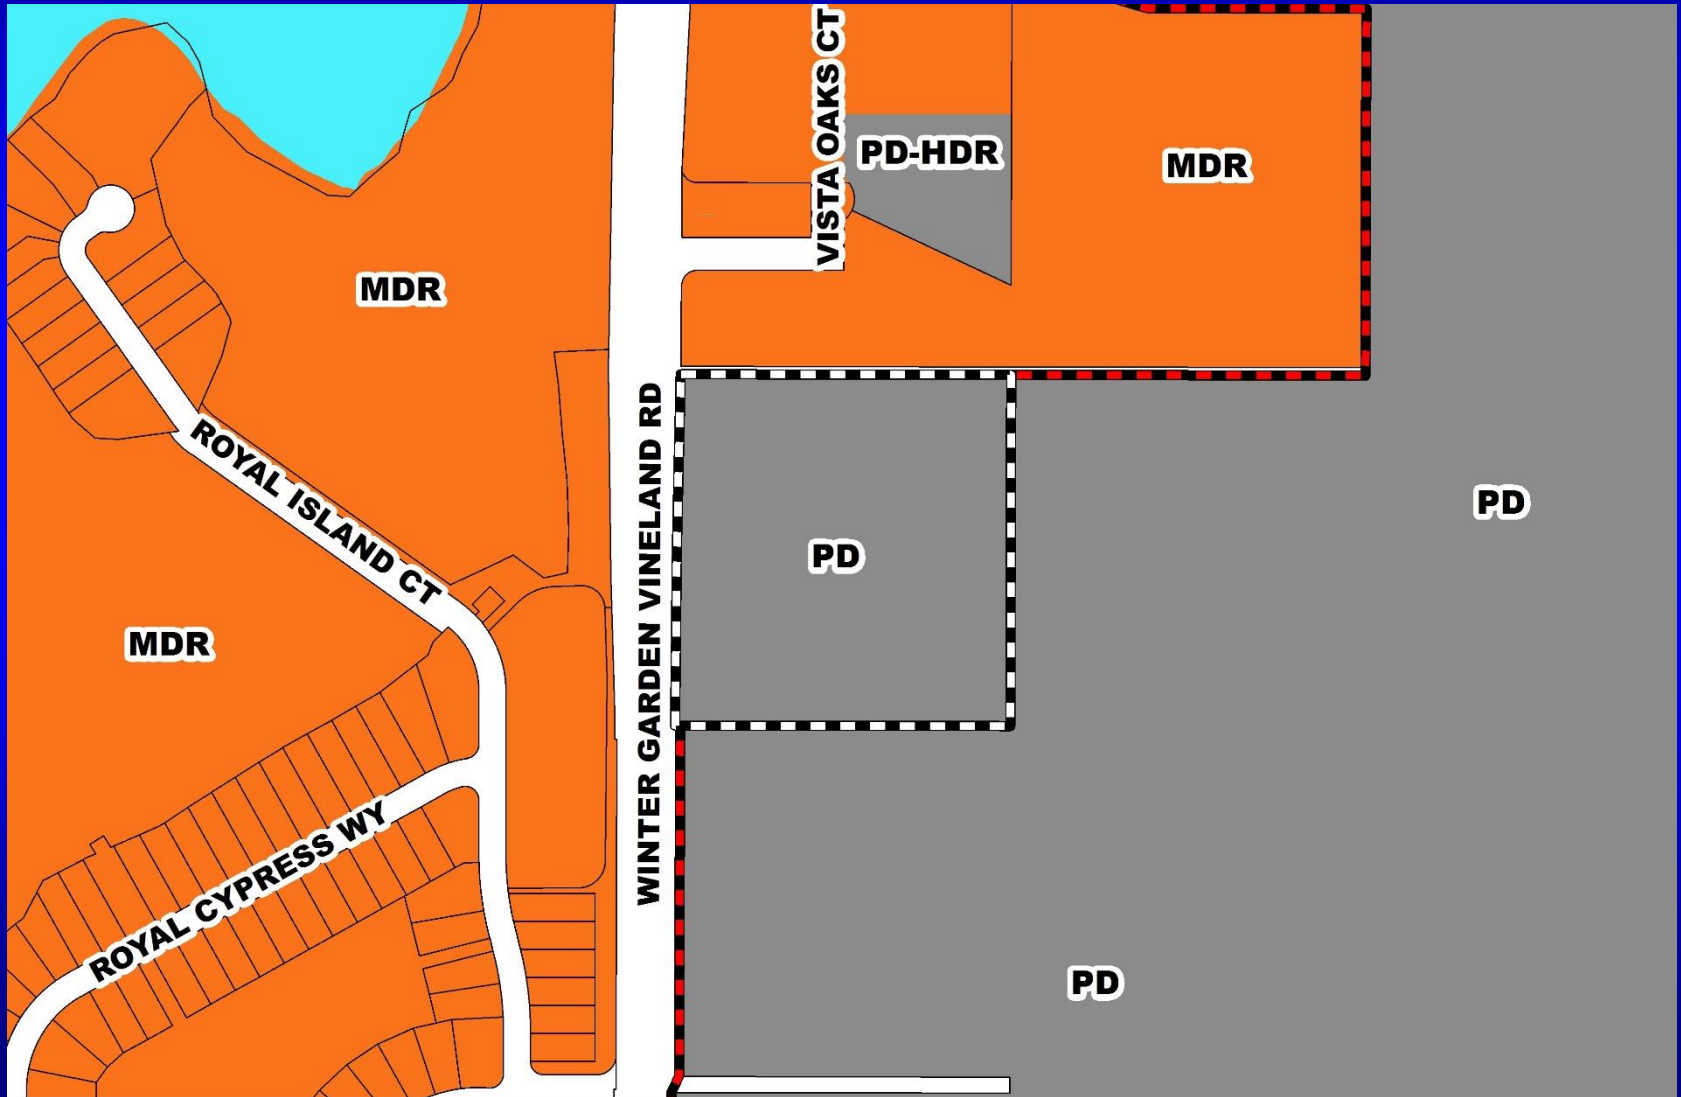 VISTA OAKS CT
PD-HDR
MDR
MDR
WINTER GARDEN VINELAND RD
ROYAL ISLAND CT
PD
PD
MDR
ROYAL CYPRESS WY
PD